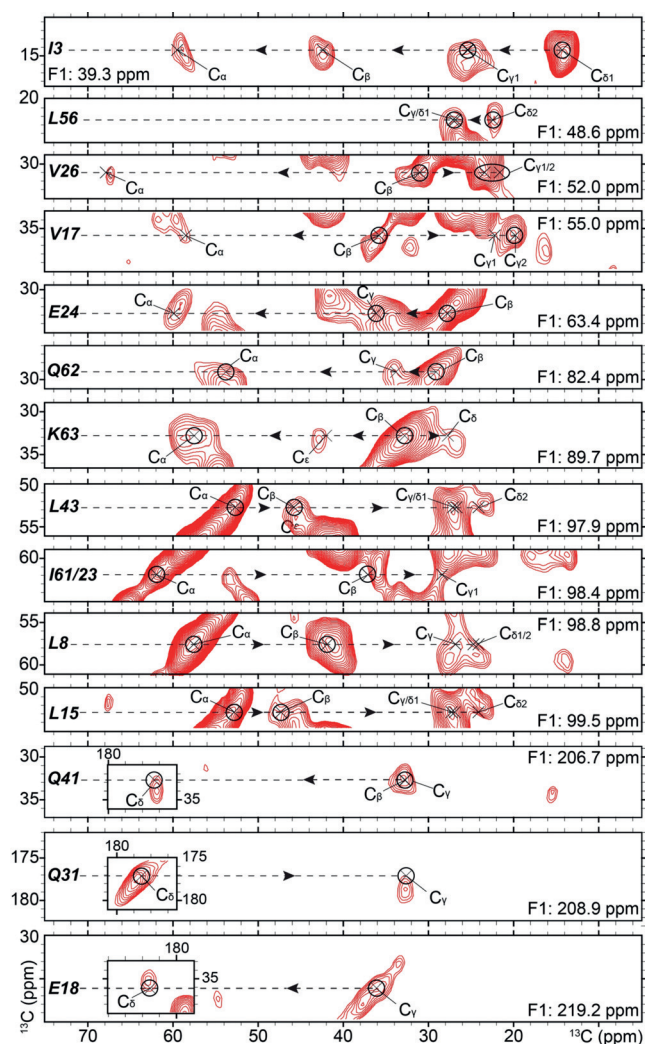 I3
15
F1: 39.3 ppm
Cα
Cβ
Cγ1
Cδ1
20
L56
Cγ/δ1
Cδ2
F1: 48.6 ppm
30
V26
Cα
Cβ
Cγ1/2
F1: 52.0 ppm
35
V17
Cα
Cβ
Cγ1
Cγ2
F1: 55.0 ppm
30
E24
Cα
Cγ
Cβ
F1: 63.4 ppm
30
Q62
Cα
Cγ
Cβ
F1: 82.4 ppm
30
35
K63
Cα
Cε
Cβ
Cδ
F1: 89.7 ppm
50
55
L43
Cα
Cβ
Cε
Cγ/δ1
Cδ2
F1: 97.9 ppm
60
I61/23
Cα
Cβ
Cγ1
F1: 98.4 ppm
55
60
L8
Cα
Cβ
Cγ
Cδ1/2
F1: 98.8 ppm
50
L15
Cα
Cβ
Cγ/δ1
Cδ2
F1: 99.5 ppm
30
35
Q41
180
35
Cδ
Cβ
Cγ
F1: 206.7 ppm
175
180
Q31
180
175
180
Cδ
Cγ
F1: 208.9 ppm
30
E18
180
35
Cδ
Cγ
F1: 219.2 ppm
13C (ppm)
13C (ppm)
70 60 50 40 30 20 13C (ppm)